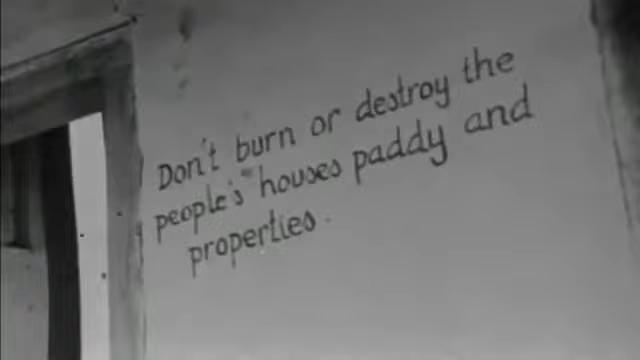 Don't burn or destroy the
people's houses paddy and
properties.